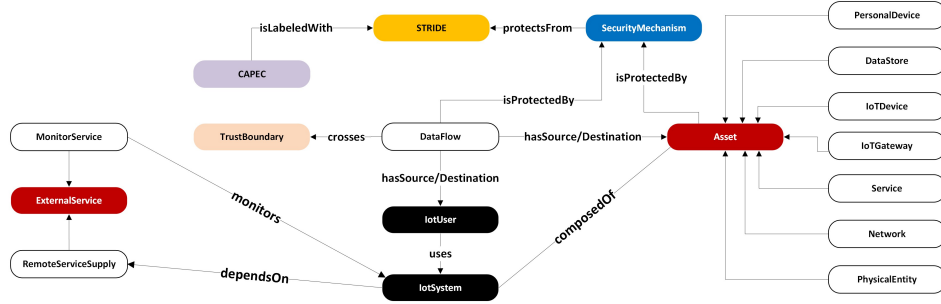 PersonalDevice
isLabeledWith
STRIDE
protectsFrom
SecurityMechanism
DataStore
CAPEC
isProtectedBy
isProtectedBy
IoTDevice
MonitorService
TrustBoundary
crosses
DataFlow
hasSource/Destination
Asset
IoTGateway
hasSource/Destination
Service
ExternalService
monitors
IotUser
composedOf
Network
uses
RemoteServiceSupply
dependsOn
IotSystem
PhysicalEntity